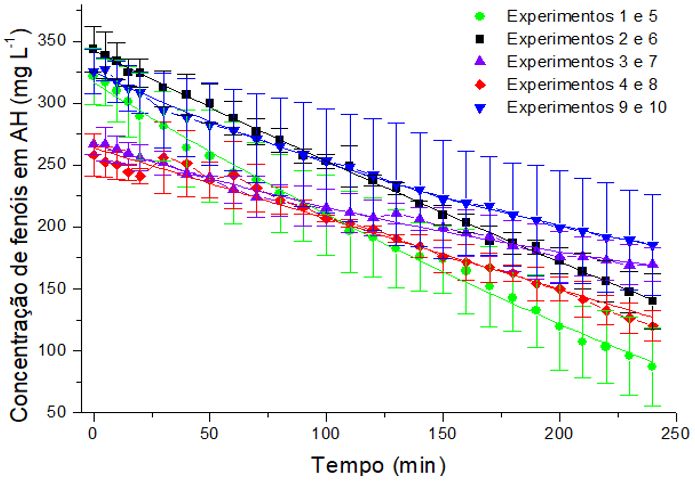 Experimentos 1 e 5
Experimentos 2 e 6
Experimentos 3 e 7
Experimentos 4 e 8
Experimentos 9 e 10
Concentração de fenóis em AH (mg L-1)
350
300
250
200
150
100
50
0 50 100 150 200 250
Tempo (min)